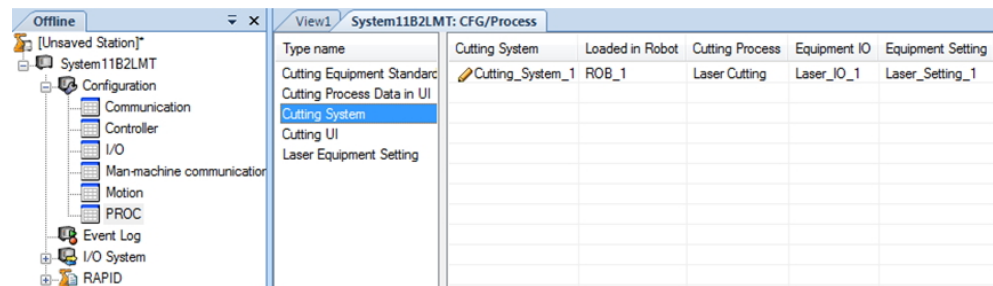 Offline
[Unsaved Station]*
System11B2LMT
Configuration
Communication
Controller
I/O
Man-machine communication
Motion
PROC
Event Log
I/O System
RAPID
View1
System11B2LMT: CFG/Process
Type name
Cutting Equipment Standard
Cutting Process Data in UI
Cutting System
Cutting UI
Laser Equipment Setting
Cutting System Loaded in Robot Cutting Process Equipment IO Equipment Setting
Cutting_System_1 ROB_1 Laser Cutting Laser_IO_1 Laser_Setting_1